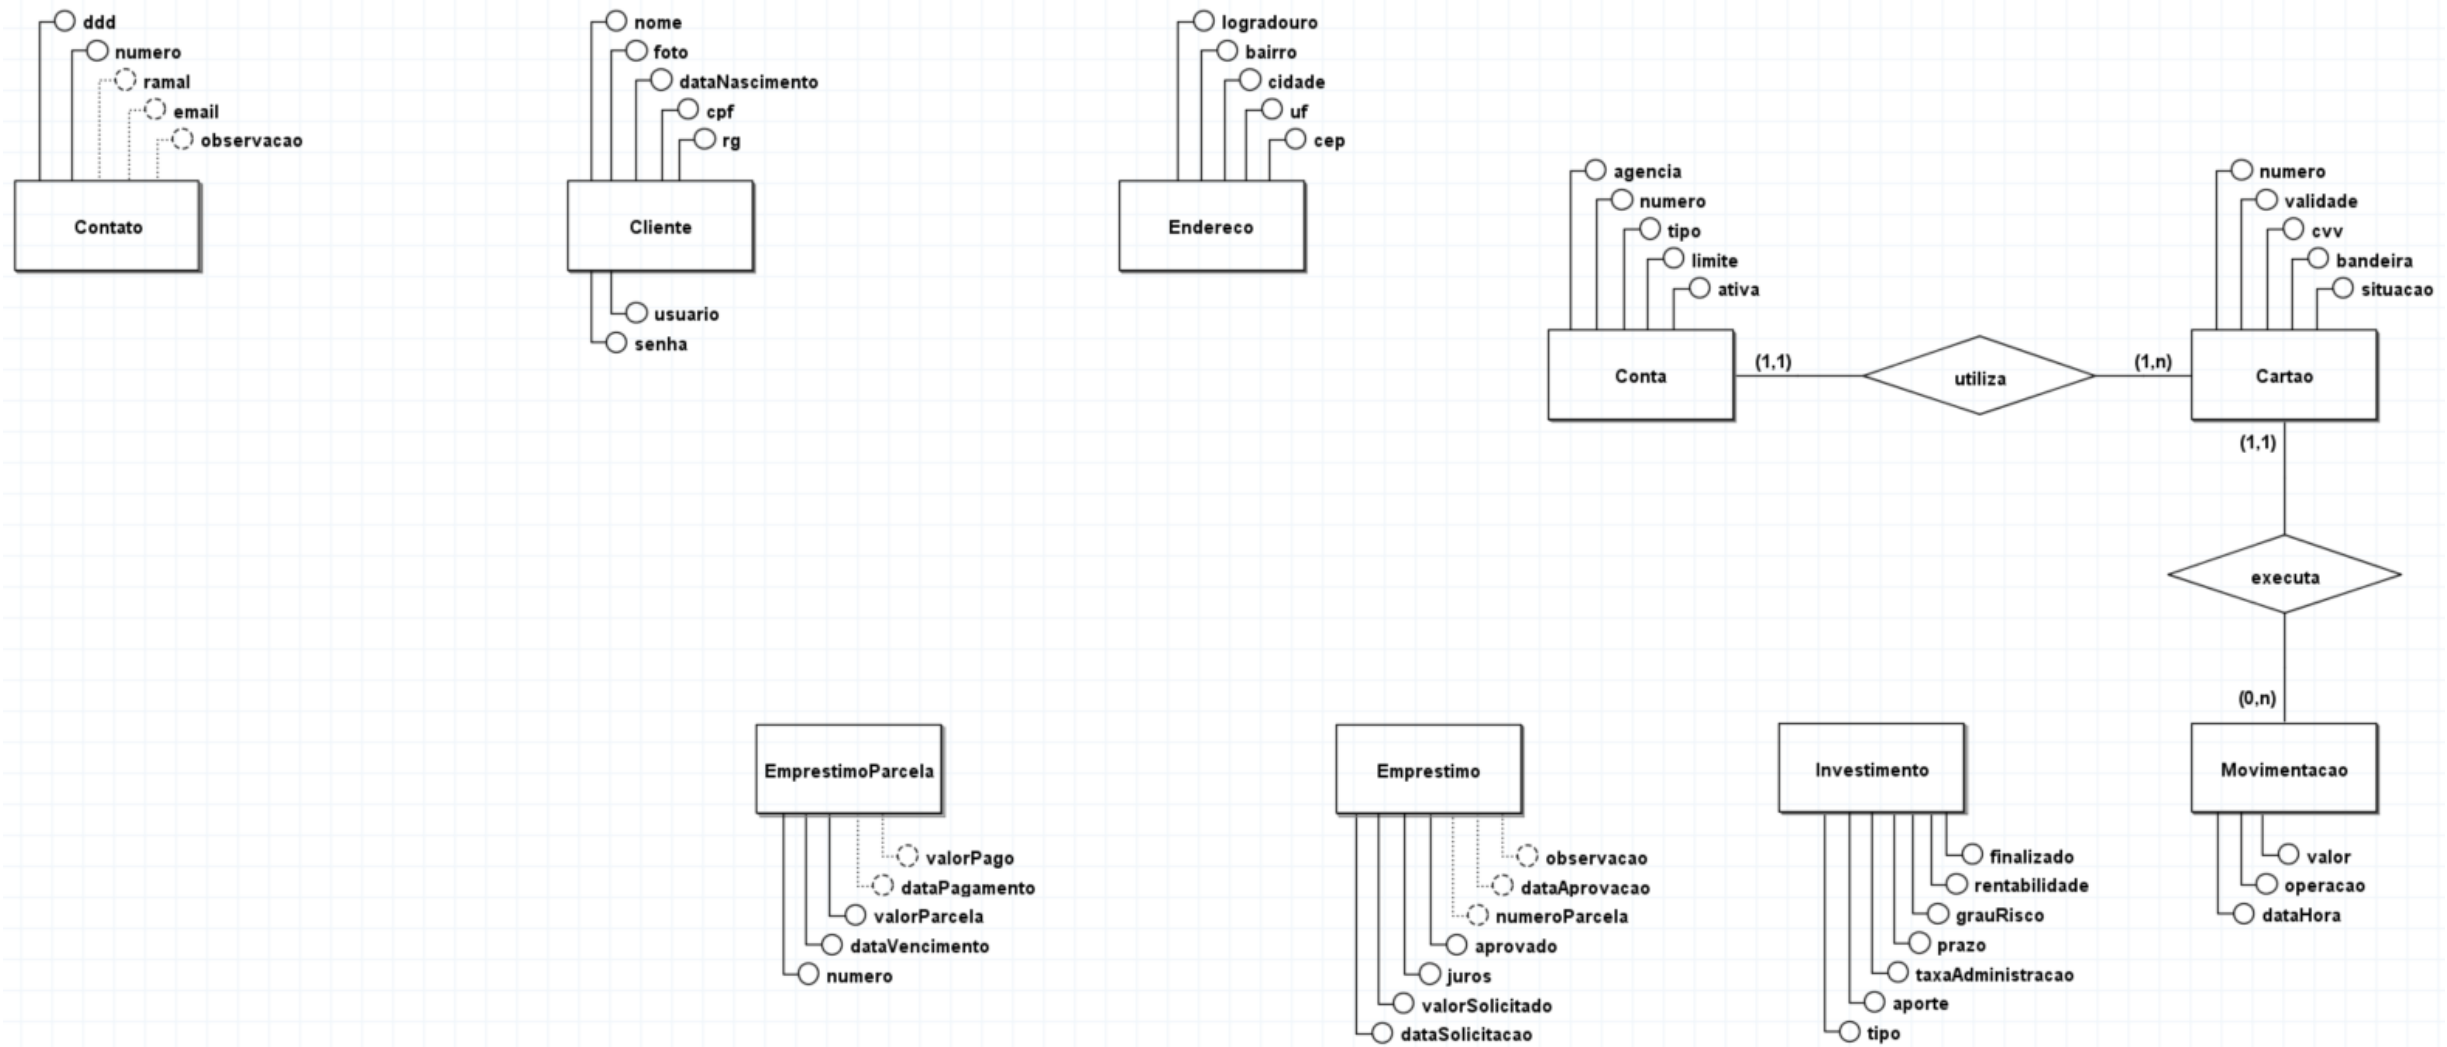 ddd
numero
ramal
email
observacao
Contato
nome
foto
dataNascimento
cpf
rg
Cliente
usuario
senha
logradouro
bairro
cidade
uf
cep
Endereco
agencia
numero
tipo
limite
ativa
Conta
(1,1)
utiliza
(1,n)
numero
validade
cvv
bandeira
situacao
Cartao
(1,1)
executa
(0,n)
EmprestimoParcela
valorPago
dataPagamento
valorParcela
dataVencimento
numero
Emprestimo
observacao
dataAprovacao
numeroParcela
aprovado
juros
valorSolicitado
dataSolicitacao
Investimento
finalizado
rentabilidade
grauRisco
prazo
taxaAdministracao
aporte
tipo
Movimentacao
valor
operacao
dataHora